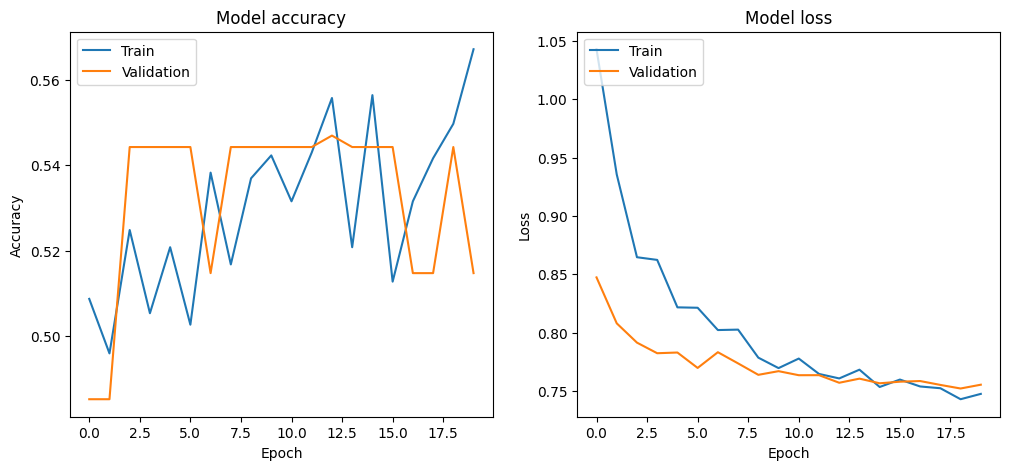 Model accuracy
Train
Validation
0.56
0.54
0.52
0.50
Accuracy
0.0 2.5 5.0 7.5 10.0 12.5 15.0 17.5
Epoch
Model loss
Train
Validation
1.05
1.00
0.95
0.90
0.85
0.80
0.75
Loss
0.0 2.5 5.0 7.5 10.0 12.5 15.0 17.5
Epoch